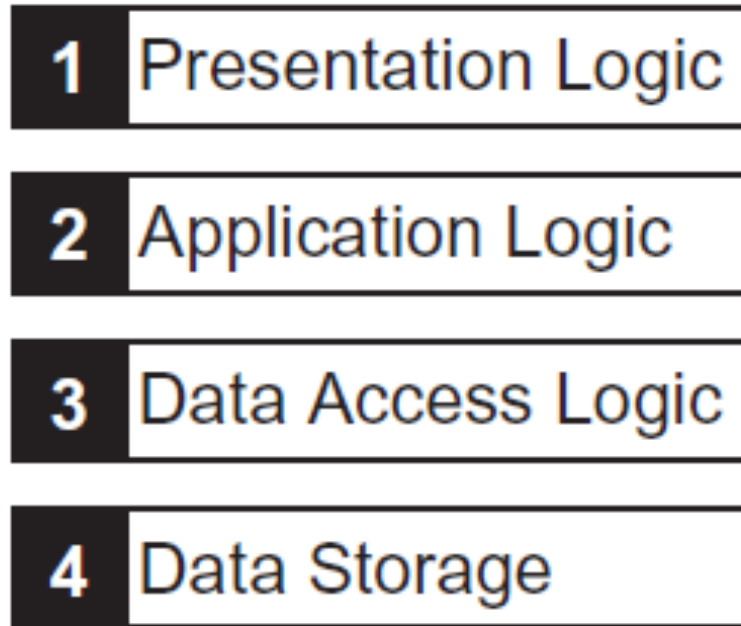 1 Presentation Logic
2 Application Logic
3 Data Access Logic
4 Data Storage